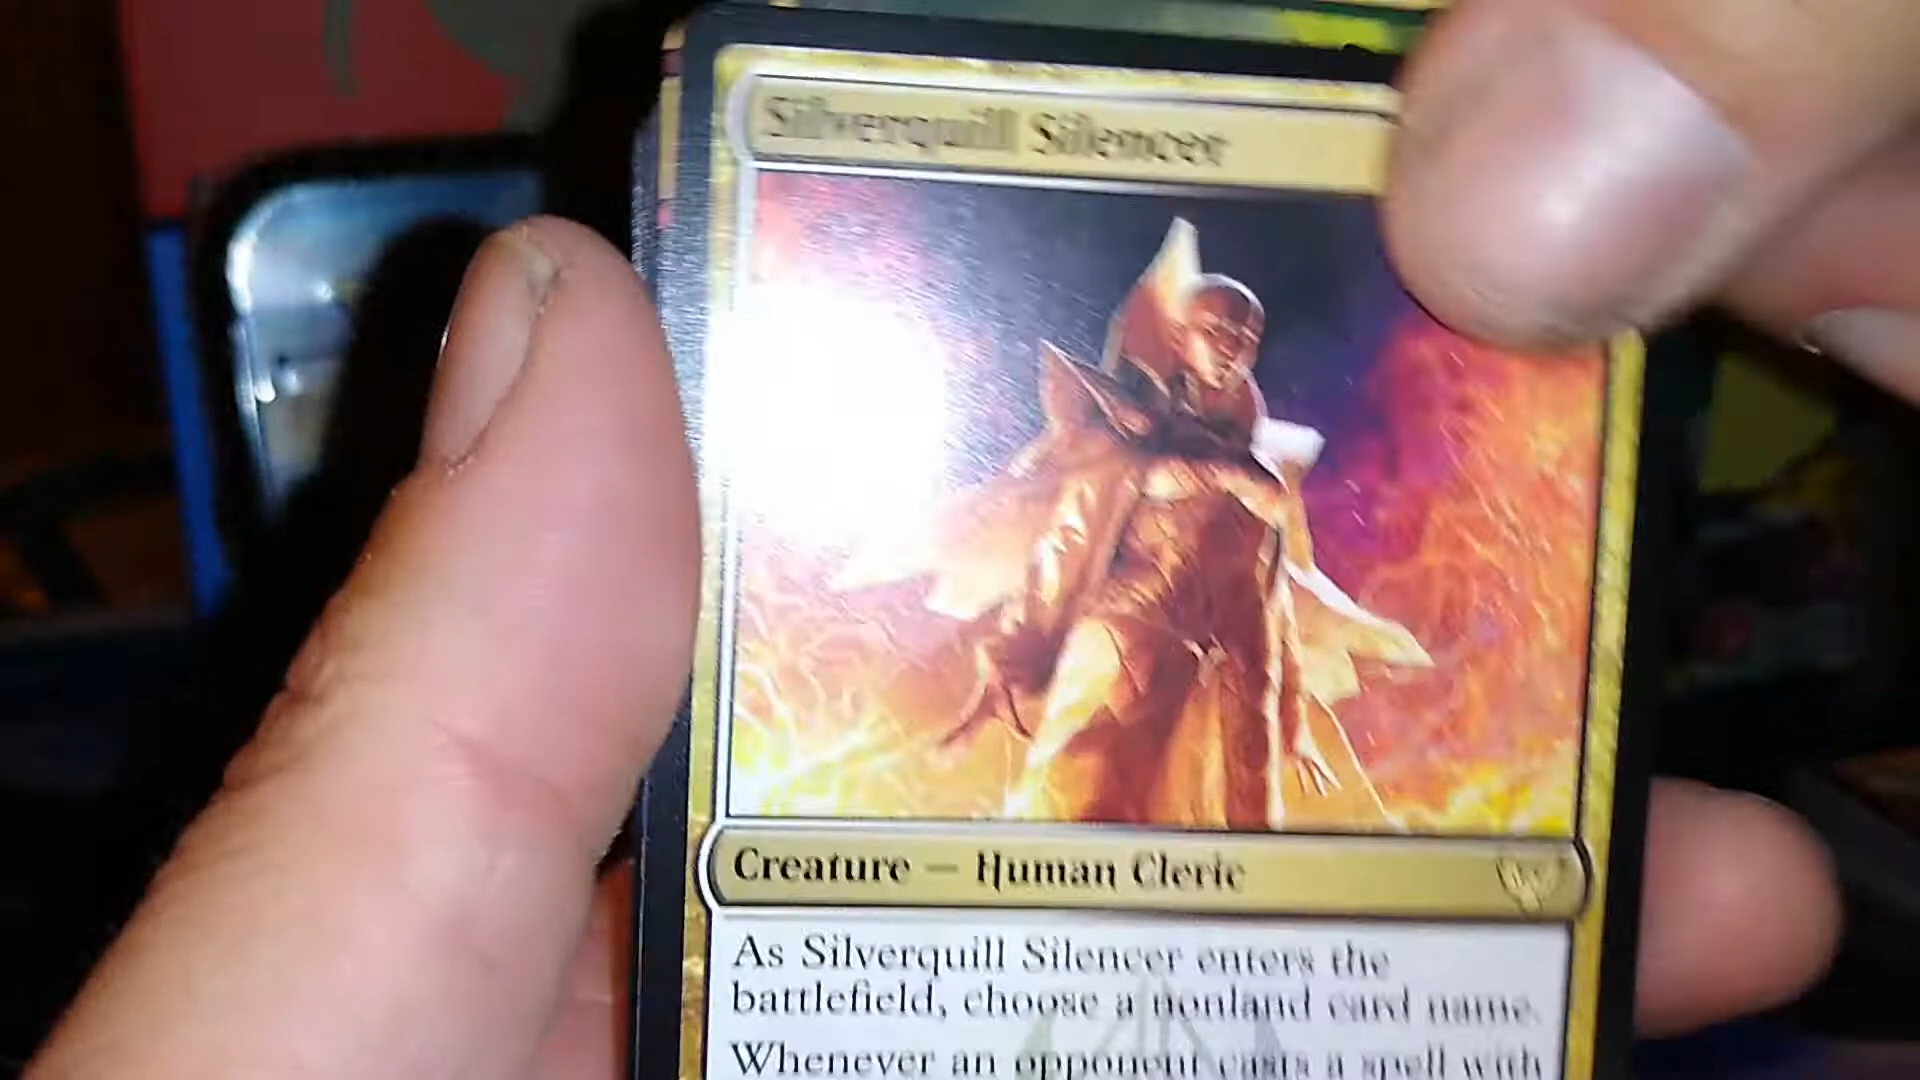 Silverquill Silencer
Creature — Human Cleric
As Silverquill Silencer enters the
battlefield, choose a nonland card name.
Whenever an opponent casts a spell with